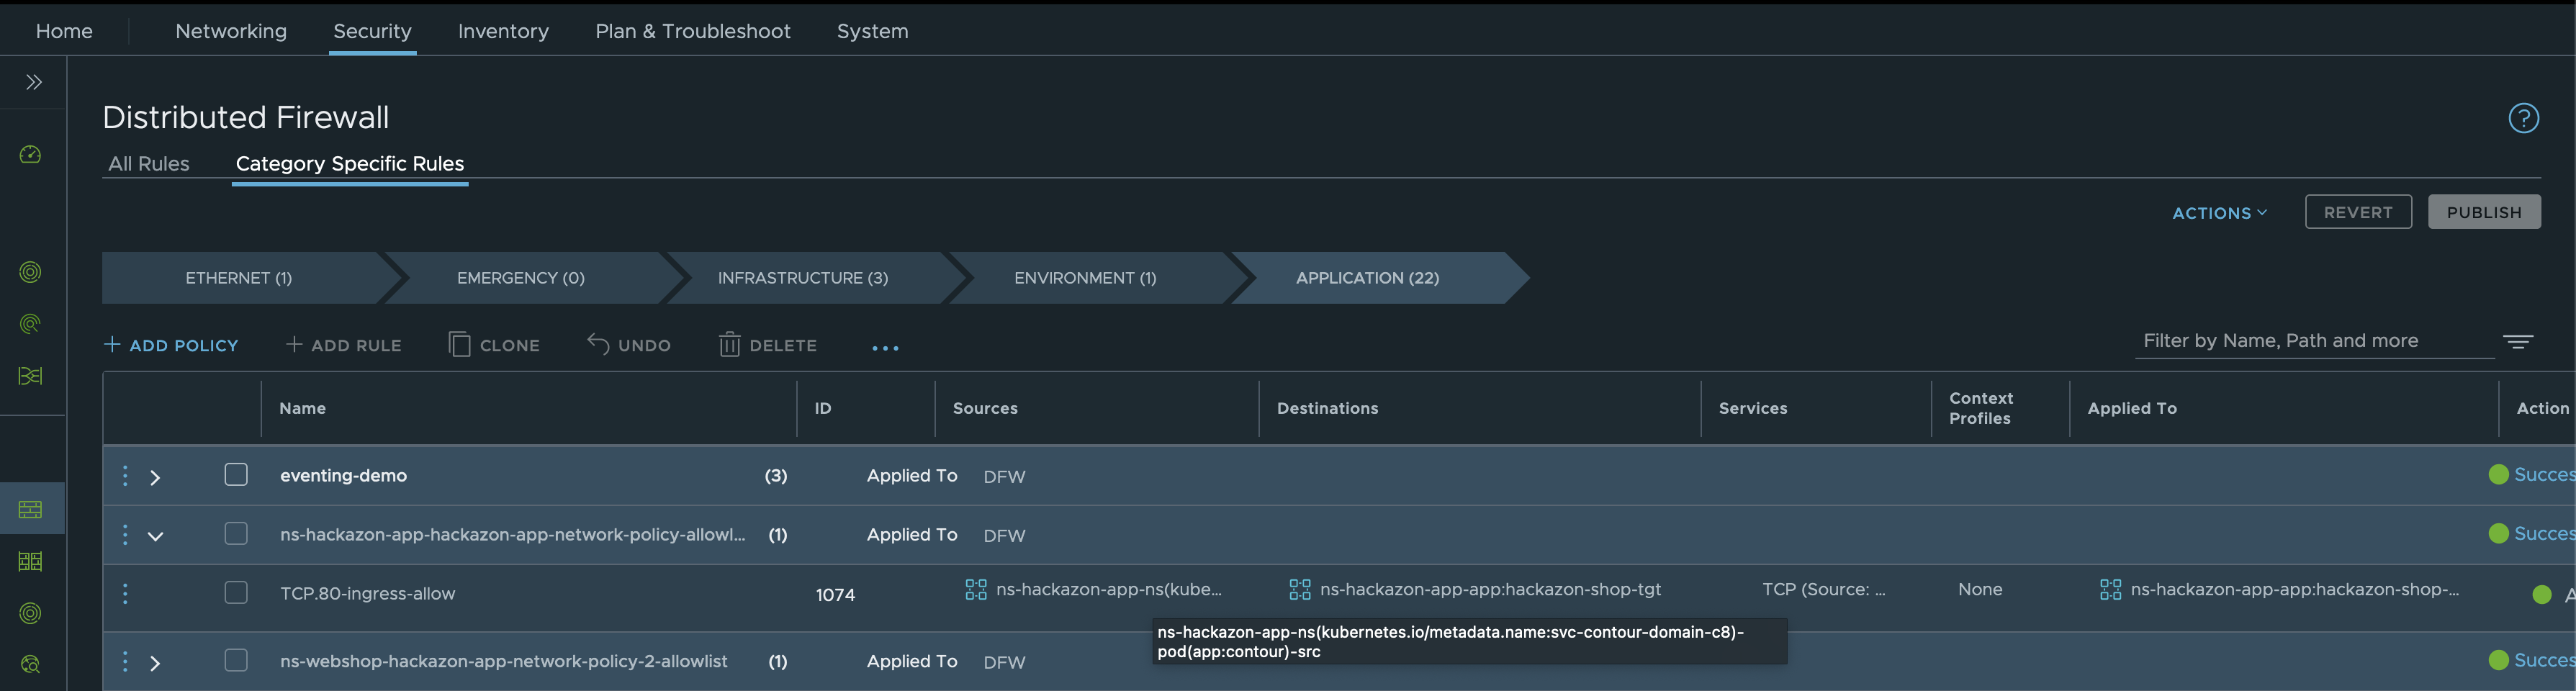 Home Networking Security Inventory Plan & Troubleshoot System
Distributed Firewall
?
All Rules Category Specific Rules
ACTIONS REVERT PUBLISH
ETHERNET (1) EMERGENCY (0) INFRASTRUCTURE (3) ENVIRONMENT (1) APPLICATION (22)
+ ADD POLICY + ADD RULE CLONE UNDO DELETE ... Filter by Name, Path and more
Name ID Sources Destinations Services Context Profiles Applied To Action
eventing-demo (3) Applied To DFW Succes
ns-hackazon-app-hackazon-app-network-policy-allowl... (1) Applied To DFW Succes
TCP.80-ingress-allow 1074 ns-hackazon-app-ns(kube... ns-hackazon-app-app:hackazon-shop-tgt TCP (Source: ... None ns-hackazon-app-app:hackazon-shop-... A
ns-hackazon-app-ns(kubernetes.io/metadata.name:svc-contour-domain-c8)-
pod(app:contour)-src
ns-webshop-hackazon-app-network-policy-2-allowlist (1) Applied To DFW Succes